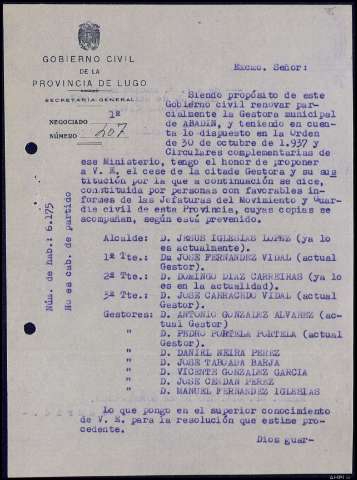 GOBIERNO CIVIL
DE LA
PROVINCIA DE LUGO
SECRETARÍA GENERAL
NEGOCIADO 1º
NÚMERO 207
Núm. de hab.: 6.175
No es cab. de partido
Excmo. Señor:
Siendo propósito de este
Gobierno civil renovar par-
cialmente la Gestora municipal
de ABADIN, y teniendo en cuen-
ta lo dispuesto en la Orden
de 30 de octubre de 1.937 y
Circulares complementarias de
ese Ministerio, tengo el honor de proponer
a V. E. el cese de la citada Gestora y su sus
titución por la que a continuación se dice,
constituida por personas con favorables in-
formes de las Jefaturas del Movimiento y Guar-
dia civil de esta Provincia, cuyas copias se
acompañan, según está prevenido.
Alcalde: D. JESUS IGLESIAS LOPEZ (ya lo
es actualmente).
1º Tte.: D. JOSE FERNANDEZ VIDAL (actual
Gestor).
2º Tte.: D. DOMINGO DIAZ CARREIRAS (ya lo
es en la actualidad).
3º Tte.: D. JOSE CARRACEDO VIDAL (actual
Gestor).
Gestores: D. ANTONIO GONZALEZ ALVAREZ (ac-
tual Gestor)
" D. PEDRO PORTELA PORTELA (actual
Gestor).
" D. DANIEL NEIRA PEREZ
" D. JOSE TABOADA BARJA
" D. VICENTE GONZALEZ GARCIA
" D. JOSE CENDAN PEREZ
" D. MANUEL FERNANDEZ IGLESIAS
Lo que pongo en el superior conocimiento
de V. E. para la resolución que estime pro-
cedente.
Dios guar-